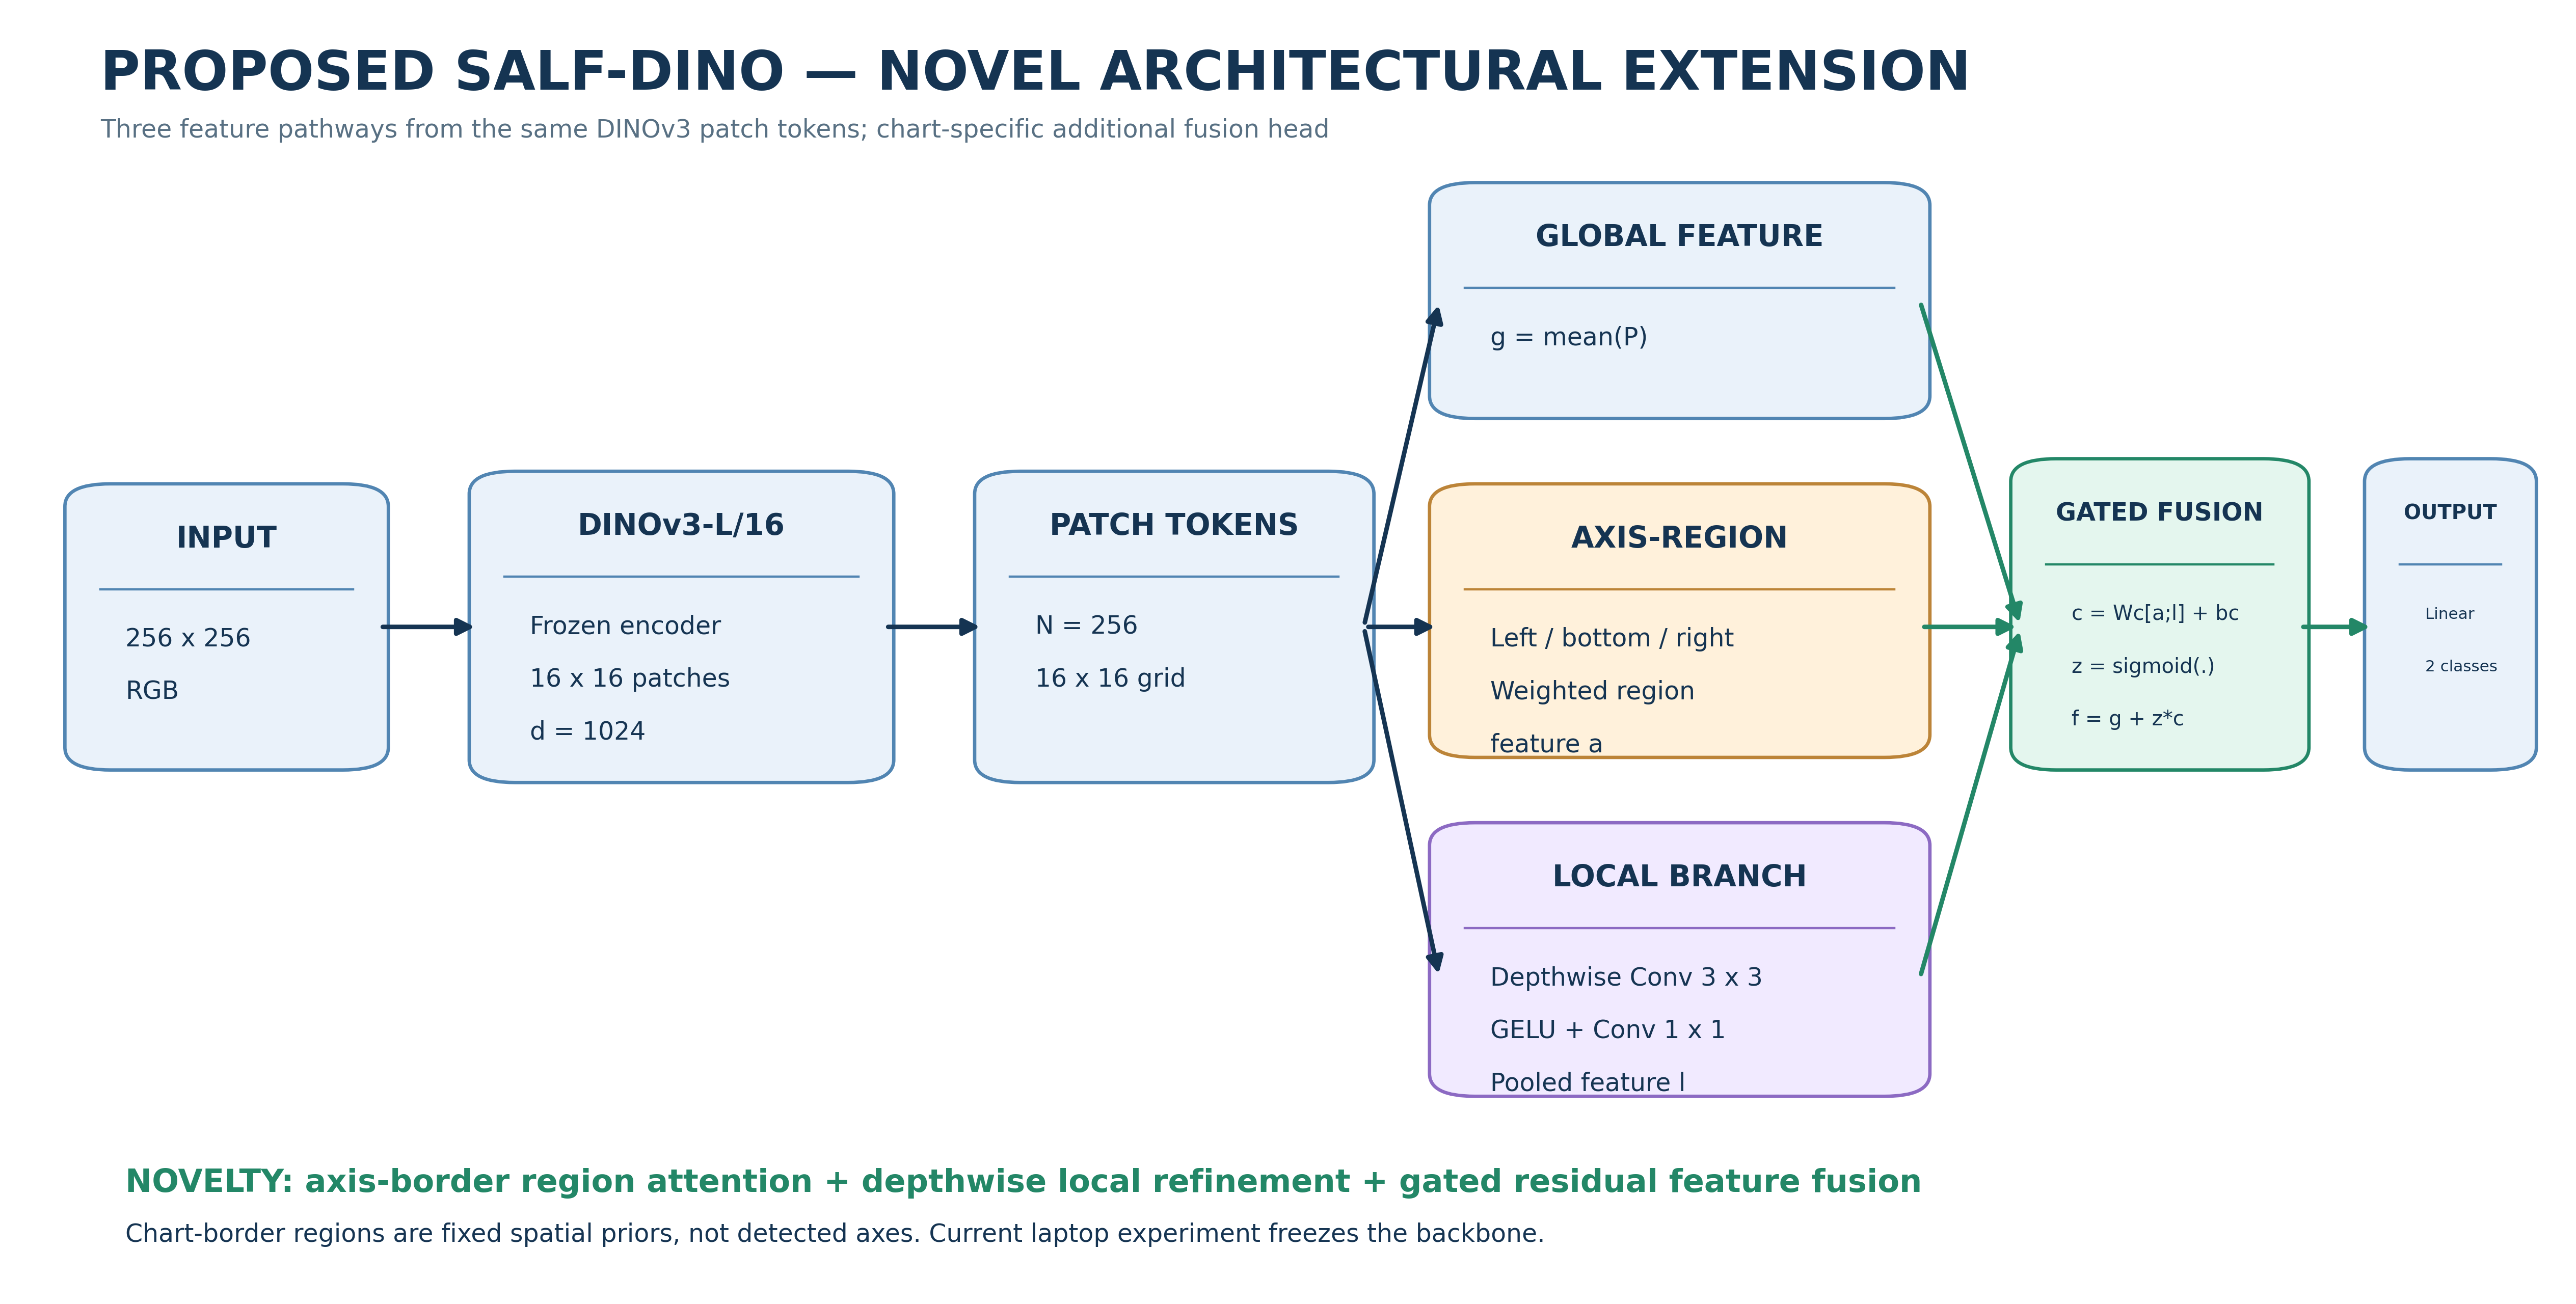 PROPOSED SALF-DINO — NOVEL ARCHITECTURAL EXTENSION
Three feature pathways from the same DINOv3 patch tokens; chart-specific additional fusion head
INPUT
256 x 256
RGB
DINOv3-L/16
Frozen encoder
16 x 16 patches
d = 1024
PATCH TOKENS
N = 256
16 x 16 grid
GLOBAL FEATURE
g = mean(P)
AXIS-REGION
Left / bottom / right
Weighted region
feature a
LOCAL BRANCH
Depthwise Conv 3 x 3
GELU + Conv 1 x 1
Pooled feature l
GATED FUSION
c = Wc[a;l] + bc
z = sigmoid(.)
f = g + z*c
OUTPUT
Linear
2 classes
NOVELTY: axis-border region attention + depthwise local refinement + gated residual feature fusion
Chart-border regions are fixed spatial priors, not detected axes. Current laptop experiment freezes the backbone.